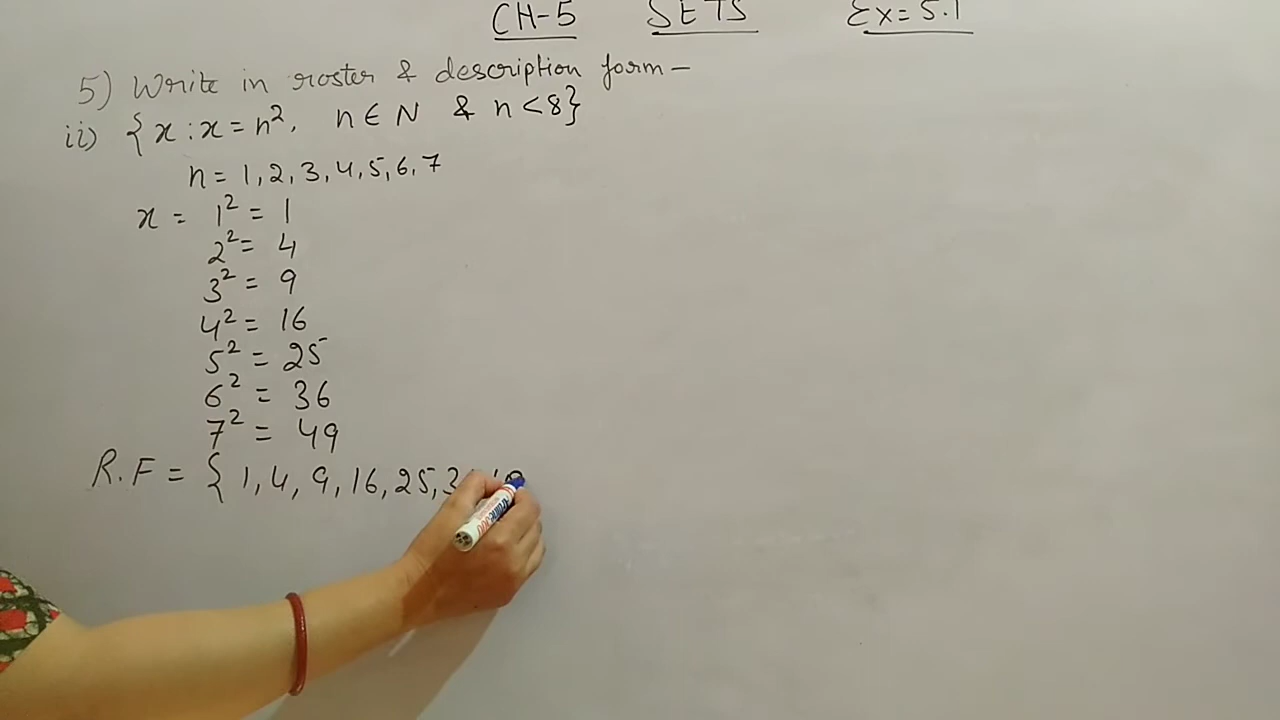 CH-5 SETS Ex=5.1
5) Write in roster & description form –
ii) {x : x = n², n ∈ N & n < 8}
n = 1, 2, 3, 4, 5, 6, 7
x = 1² = 1
2² = 4
3² = 9
4² = 16
5² = 25
6² = 36
7² = 49
R.F = { 1, 4, 9, 16, 25, 3